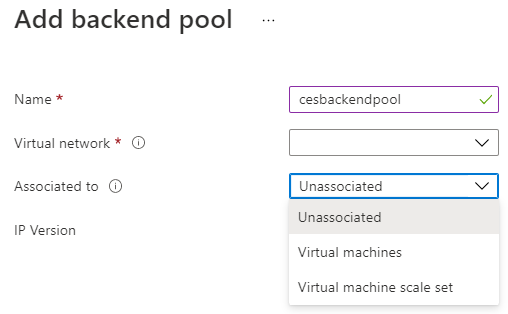 Add backend pool ...
Name * cesbackendpool
Virtual network *
Associated to Unassociated
Unassociated
IP Version
Virtual machines
Virtual machine scale set